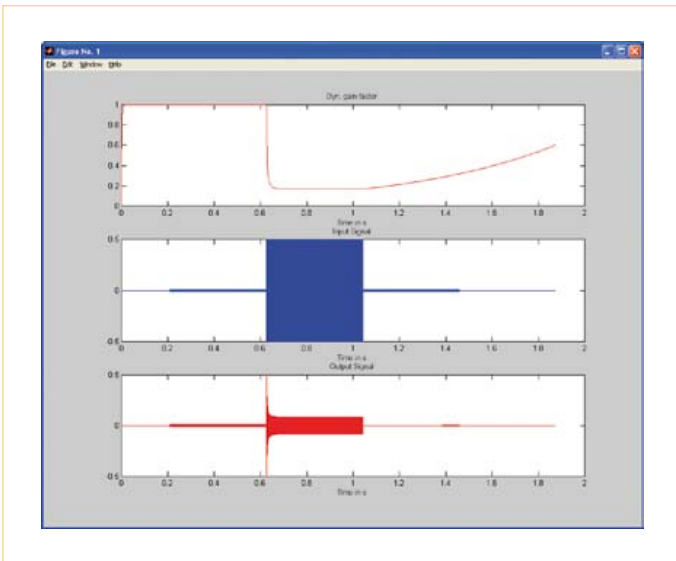 Figure No. 1
File Edit Window Help
Dyn. gain factor
1
0.8
0.6
0.4
0.2
0
0 0.2 0.4 0.6 0.8 1 1.2 1.4 1.6 1.8 2
Time in s
Input Signal
0.5
0
-0.5
0 0.2 0.4 0.6 0.8 1 1.2 1.4 1.6 1.8 2
Time in s
Output Signal
0.5
0
-0.5
0 0.2 0.4 0.6 0.8 1 1.2 1.4 1.6 1.8 2
Time in s